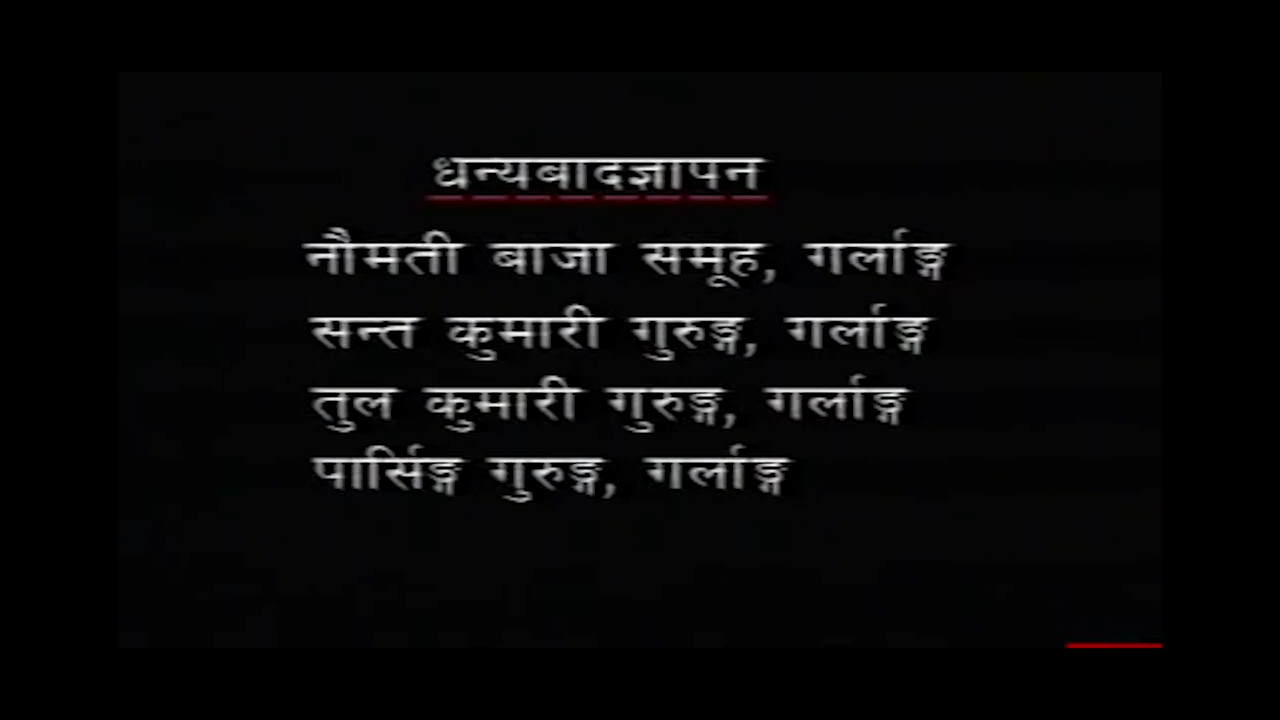 धन्यबादज्ञापन
नौमती बाजा समूह, गर्लाङ्ग
सन्त कुमारी गुरुङ्ग, गर्लाङ्ग
तुल कुमारी गुरुङ्ग, गर्लाङ्ग
पार्सिङ्ग गुरुङ्ग, गर्लाङ्ग